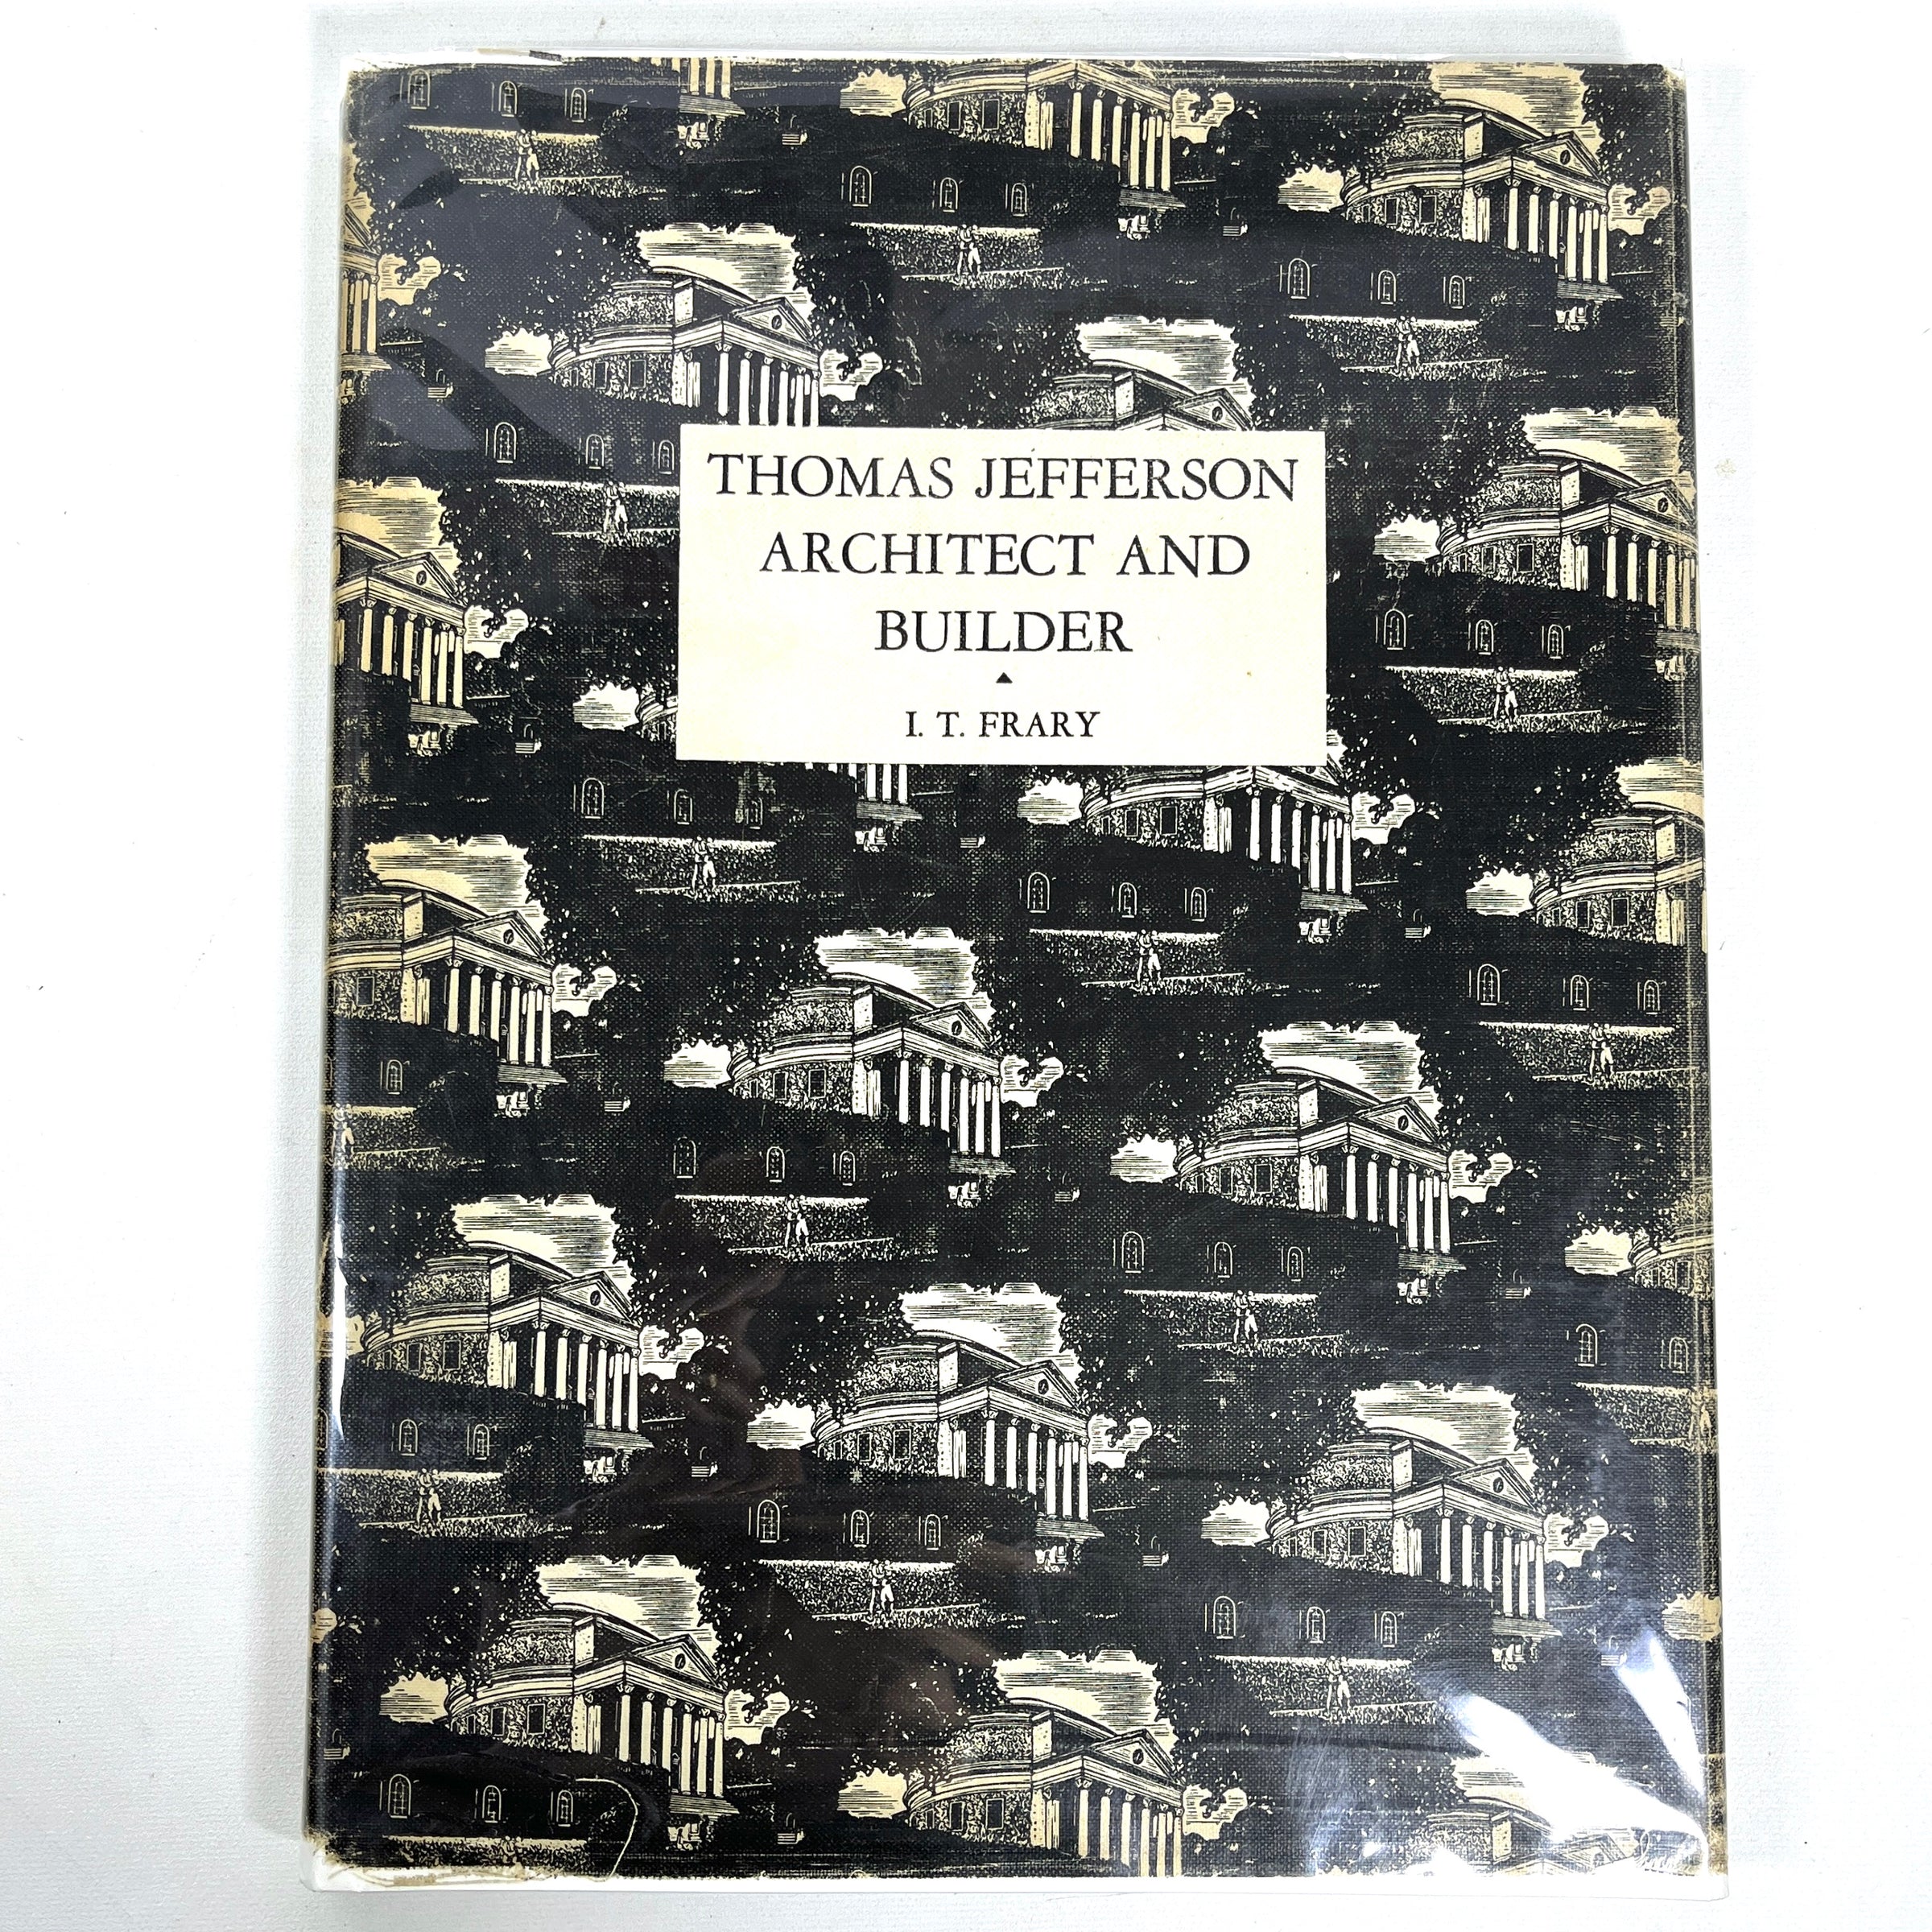 THOMAS JEFFERSON
ARCHITECT AND
BUILDER
I. T. FRARY